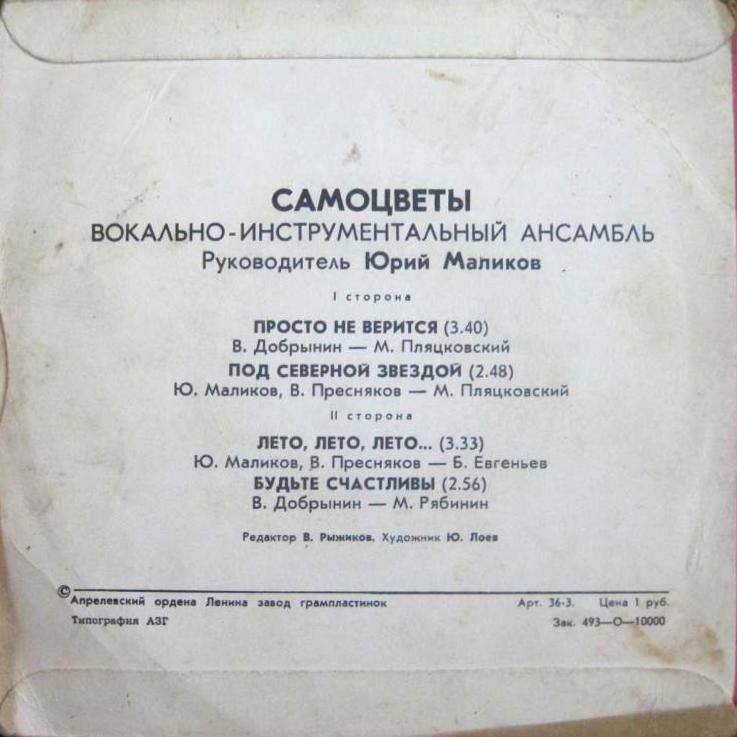 САМОЦВЕТЫ
ВОКАЛЬНО-ИНСТРУМЕНТАЛЬНЫЙ АНСАМБЛЬ
Руководитель Юрий Маликов
I сторона
ПРОСТО НЕ ВЕРИТСЯ (3.40)
В. Добрынин — М. Пляцковский
ПОД СЕВЕРНОЙ ЗВЕЗДОЙ (2.48)
Ю. Маликов, В. Пресняков — М. Пляцковский
II сторона
ЛЕТО, ЛЕТО, ЛЕТО... (3.33)
Ю. Маликов, В. Пресняков — Б. Евгеньев
БУДЬТЕ СЧАСТЛИВЫ (2.56)
В. Добрынин — М. Рябинин
Редактор В. Рыжиков. Художник Ю. Лоев
©
Апрелевский ордена Ленина завод грампластинок Арт. 36-3. Цена 1 руб.
Типография АЗГ Зак. 493—О—10000